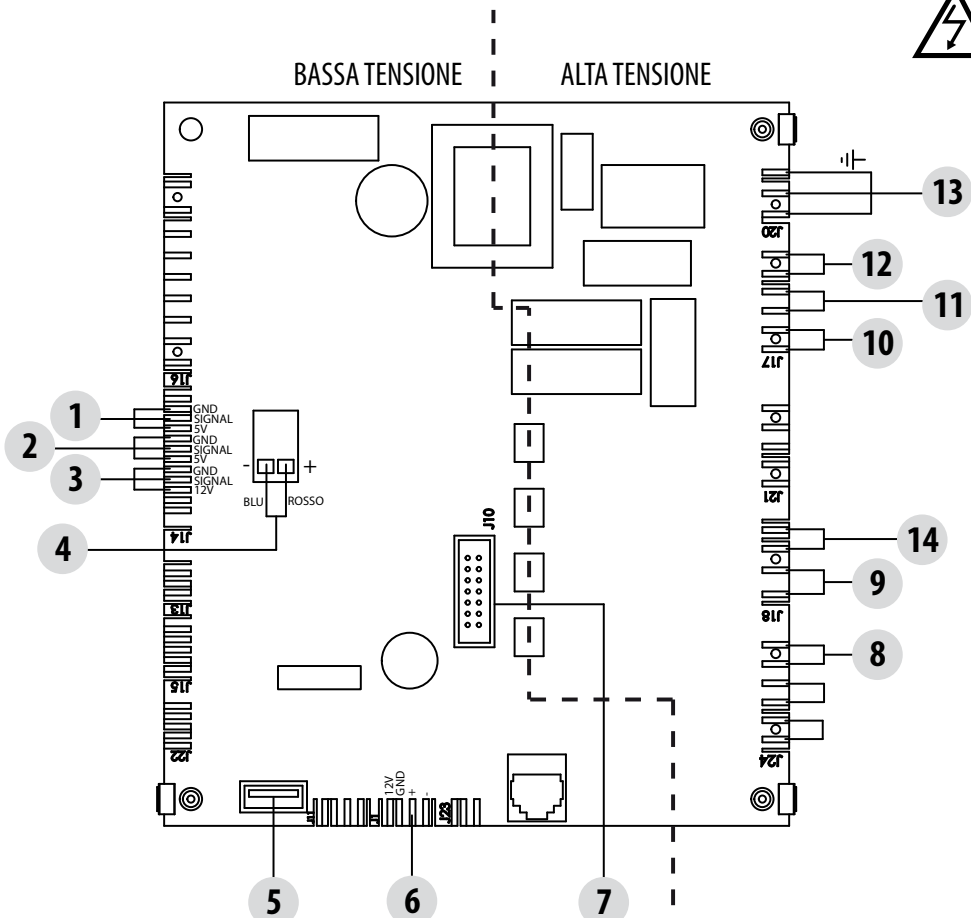 BASSA TENSIONE
ALTA TENSIONE
13
J20
12
11
10
J17
J16
1
GND
SIGNAL
5V
2
GND
SIGNAL
5V
3
GND
SIGNAL
12V
-
+
BLU
ROSSO
4
J14
J10
J21
14
9
J18
J13
8
J15
J22
J24
12V
GND
+
-
J11
J1
J23
5
6
7